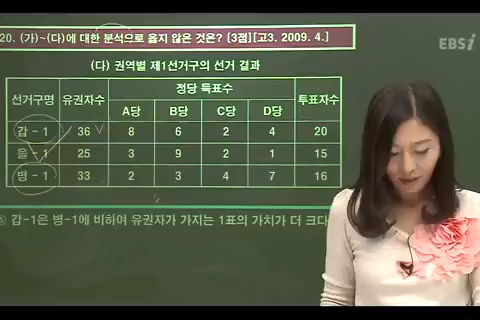 20. (가)~(다)에 대한 분석으로 옳지 않은 것은? [3점][고3. 2009. 4.]
EBSi
(다) 권역별 제1선거구의 선거 결과
선거구명 유권자수 정당 득표수 투표자수
A당 B당 C당 D당
갑-1 36 8 6 2 4 20
을-1 25 3 9 2 1 15
병-1 33 2 3 4 7 16
⑤ 갑-1은 병-1에 비하여 유권자가 가지는 1표의 가치가 더 크다